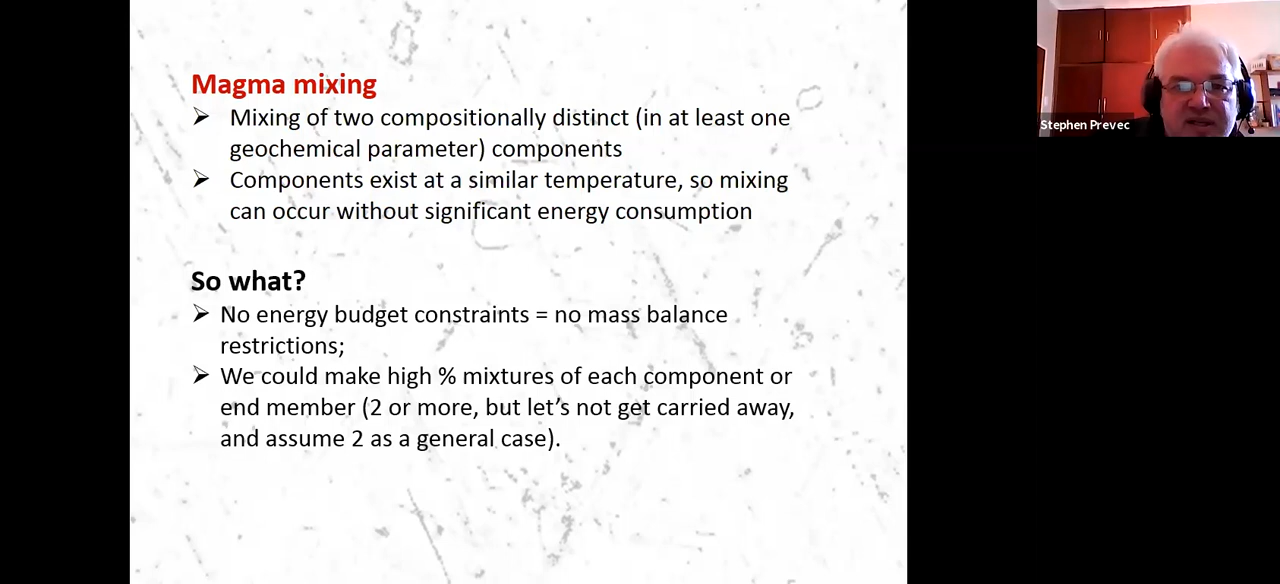 Magma mixing
➢ Mixing of two compositionally distinct (in at least one
geochemical parameter) components
➢ Components exist at a similar temperature, so mixing
can occur without significant energy consumption
So what?
➢ No energy budget constraints = no mass balance
restrictions;
➢ We could make high % mixtures of each component or
end member (2 or more, but let’s not get carried away,
and assume 2 as a general case).
Stephen Prevec